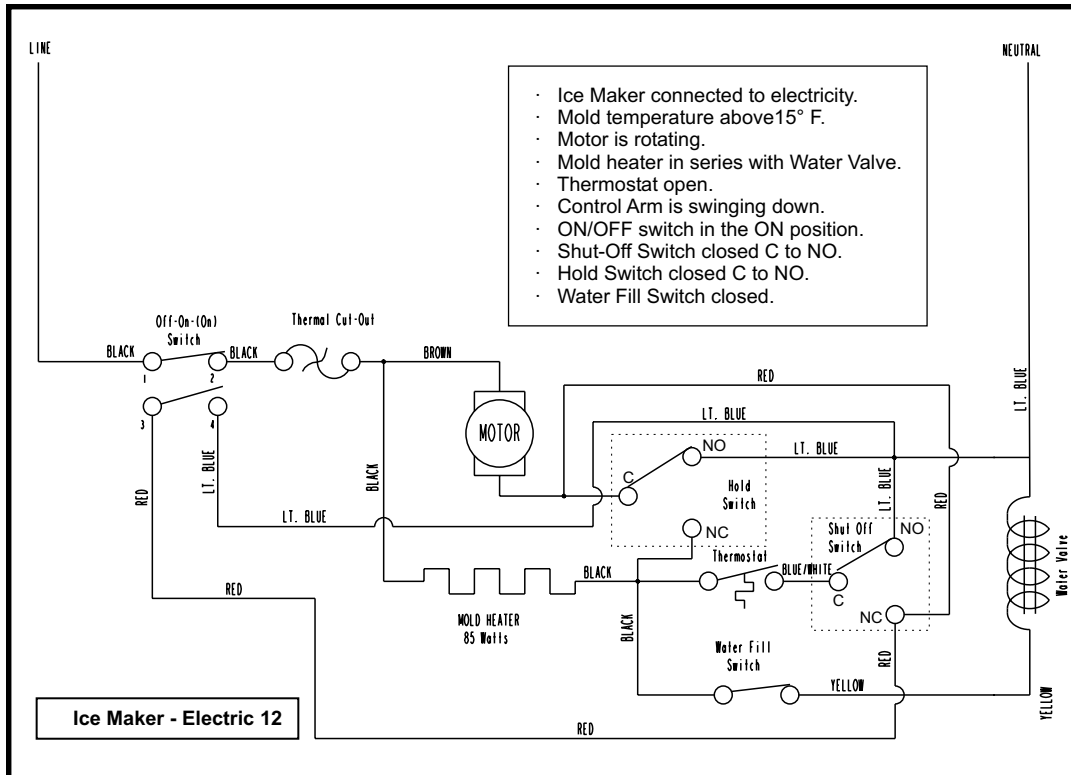 LINE
NEUTRAL
· Ice Maker connected to electricity.
· Mold temperature above15° F.
· Motor is rotating.
· Mold heater in series with Water Valve.
· Thermostat open.
· Control Arm is swinging down.
· ON/OFF switch in the ON position.
· Shut-Off Switch closed C to NO.
· Hold Switch closed C to NO.
· Water Fill Switch closed.
Off-On-(On)
Switch
Thermal Cut-Out
BLACK
BLACK
BROWN
1
2
3
4
RED
LT. BLUE
LT. BLUE
MOTOR
BLACK
RED
LT. BLUE
NO
LT. BLUE
C
Hold
Switch
NC
LT. BLUE
RED
LT. BLUE
Shut Off
Switch
NO
Thermostat
BLUE/WHITE
C
NC
Water Valve
BLACK
MOLD HEATER
85 Watts
RED
BLACK
Water Fill
Switch
YELLOW
RED
YELLOW
Ice Maker - Electric 12
RED